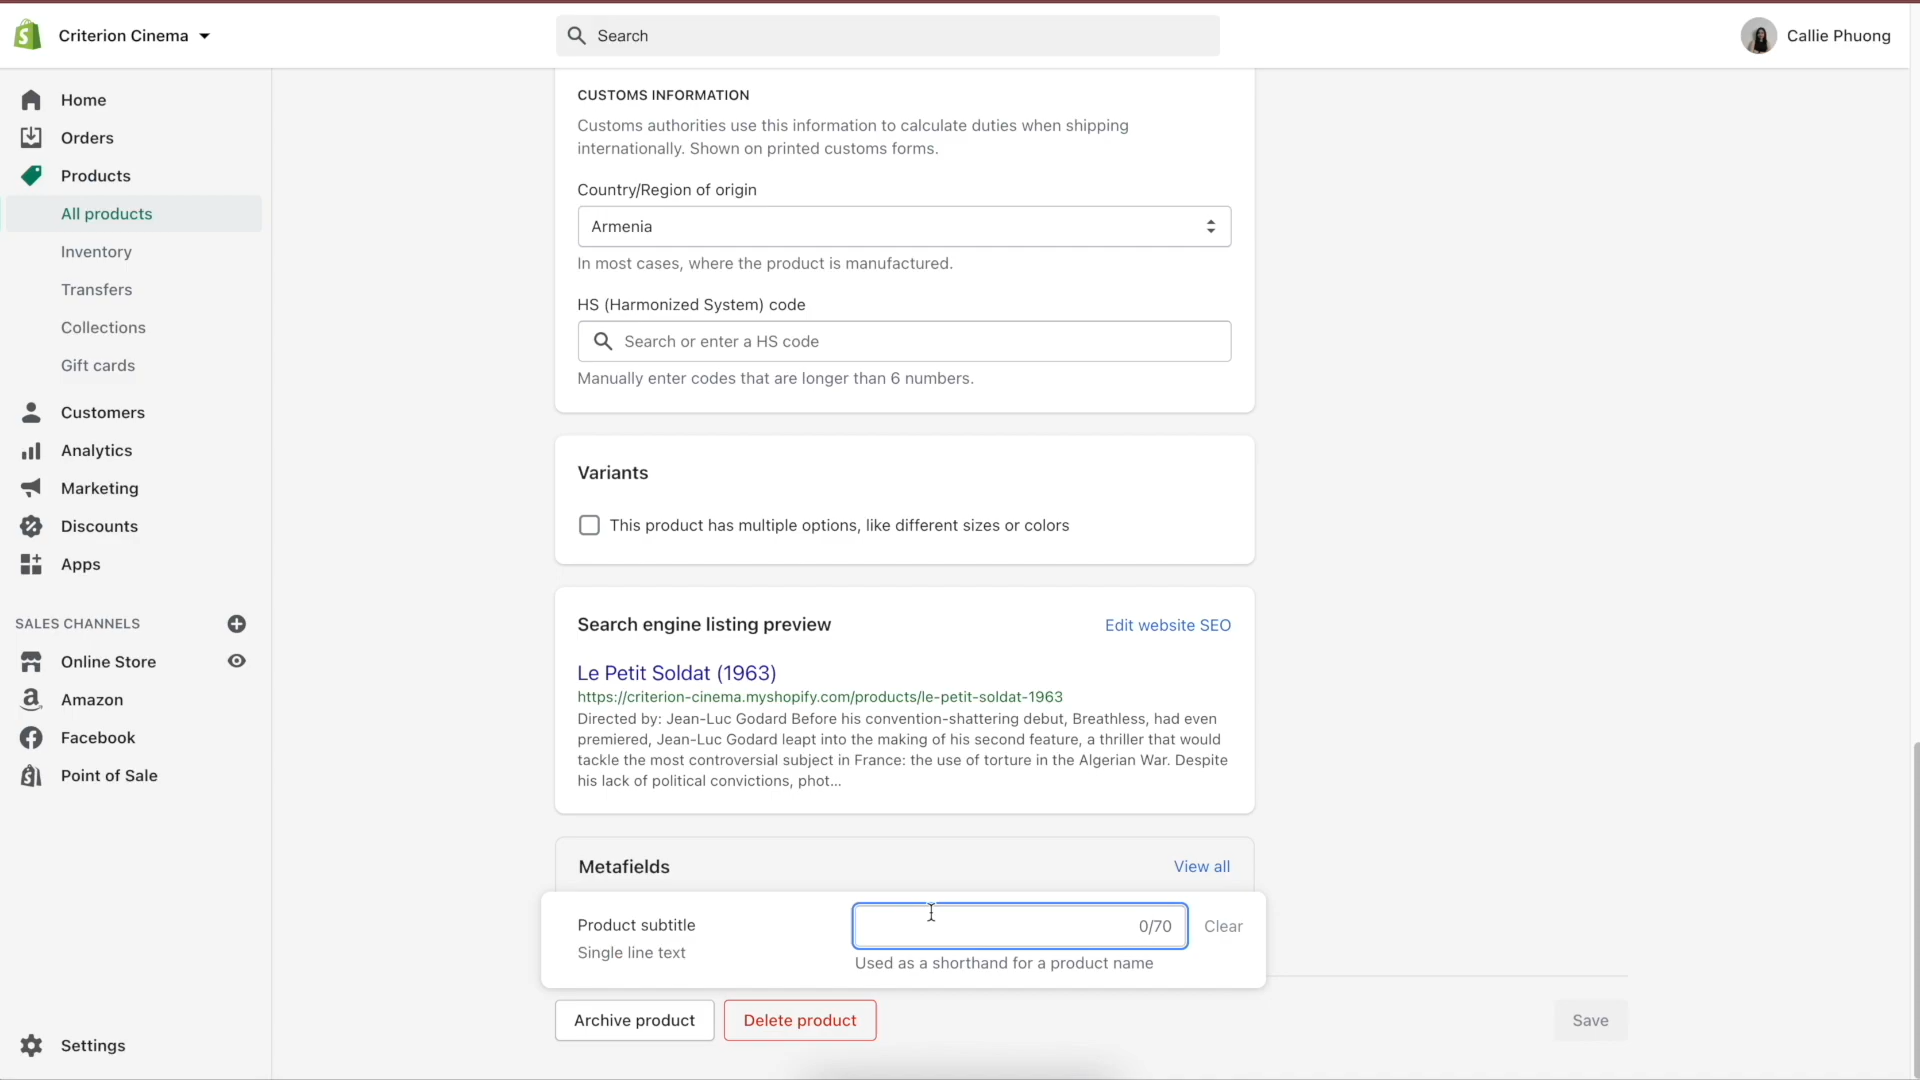 Criterion Cinema
Search
Callie Phuong
Home
Orders
Products
All products
Inventory
Transfers
Collections
Gift cards
Customers
Analytics
Marketing
Discounts
Apps
SALES CHANNELS
Online Store
Amazon
Facebook
Point of Sale
Settings
CUSTOMS INFORMATION
Customs authorities use this information to calculate duties when shipping
internationally. Shown on printed customs forms.
Country/Region of origin
Armenia
In most cases, where the product is manufactured.
HS (Harmonized System) code
Search or enter a HS code
Manually enter codes that are longer than 6 numbers.
Variants
This product has multiple options, like different sizes or colors
Search engine listing preview
Edit website SEO
Le Petit Soldat (1963)
https://criterion-cinema.myshopify.com/products/le-petit-soldat-1963
Directed by: Jean-Luc Godard Before his convention-shattering debut, Breathless, had even
premiered, Jean-Luc Godard leapt into the making of his second feature, a thriller that would
tackle the most controversial subject in France: the use of torture in the Algerian War. Despite
his lack of political convictions, phot...
Metafields
View all
Product subtitle
Single line text
0/70
Clear
Used as a shorthand for a product name
Archive product
Delete product
Save